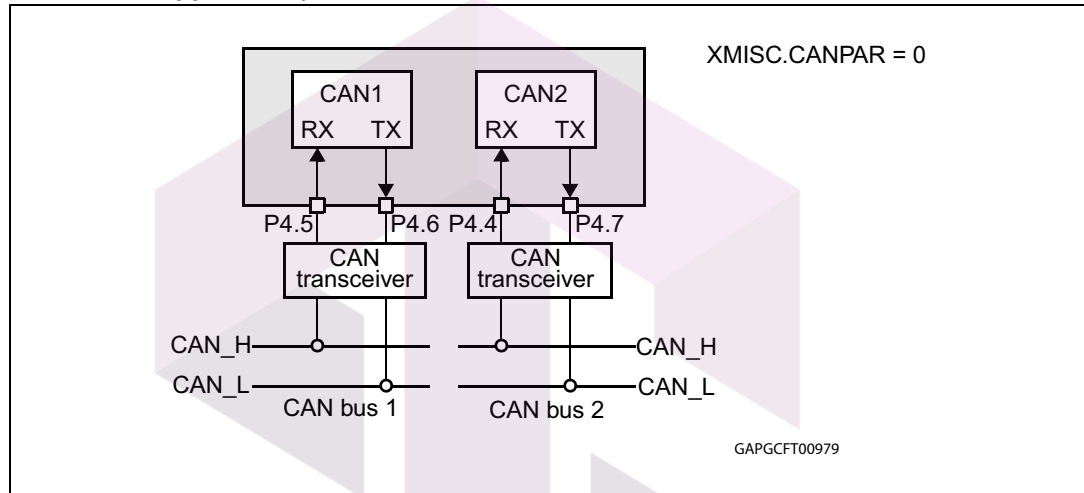 XMISC.CANPAR = 0
CAN1 CAN2
RX TX RX TX
P4.5 P4.6 P4.4 P4.7
CAN transceiver CAN transceiver
CAN_H CAN_H
CAN_L CAN_L
CAN bus 1 CAN bus 2
GAPGCFT00979